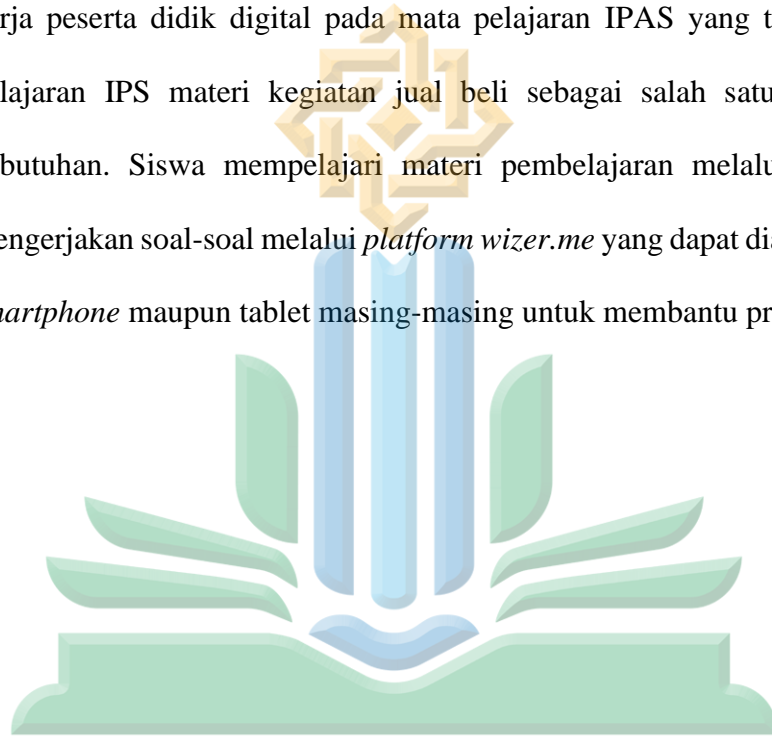 rja peserta didik digital pada mata pelajaran IPAS yang t
lajaran IPS materi kegiatan jual beli sebagai salah satu
butuhan. Siswa mempelajari materi pembelajaran melalu
engerjakan soal-soal melalui platform wizer.me yang dapat dia
artphone maupun tablet masing-masing untuk membantu pr